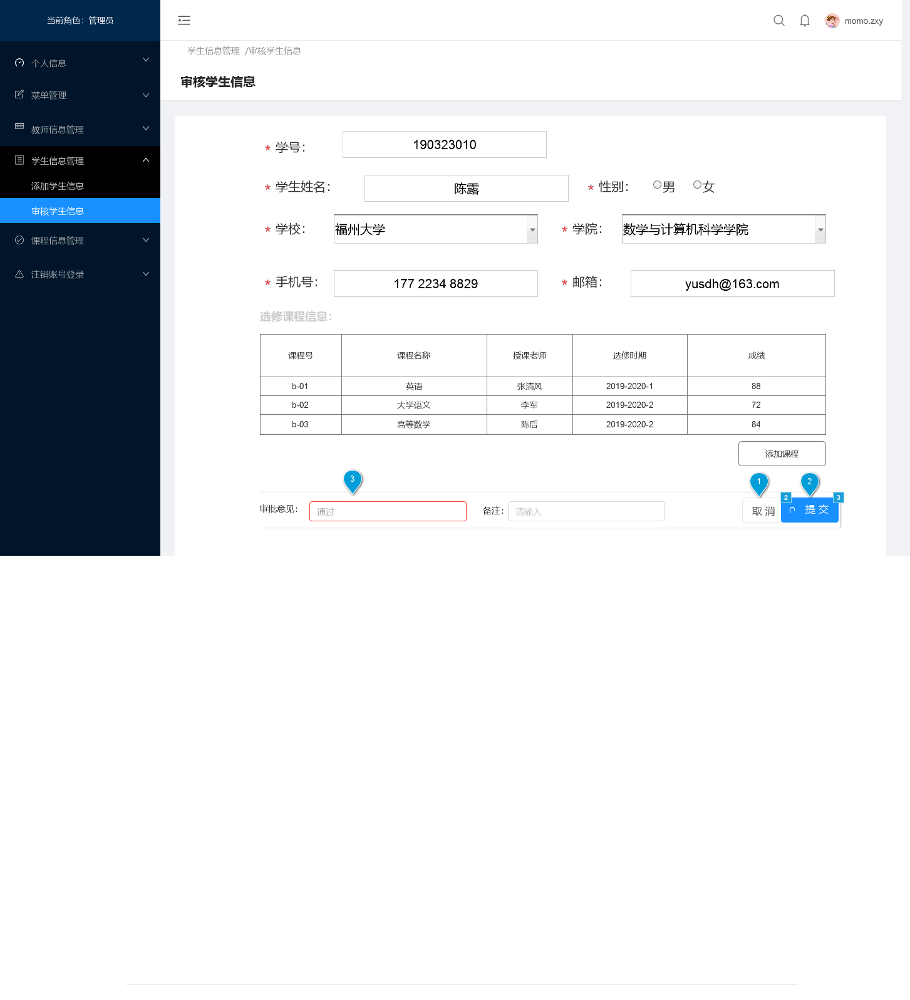 当前角色：管理员
momo.zxy
个人信息
菜单管理
教师信息管理
学生信息管理
添加学生信息
审核学生信息
课程信息管理
注销账号登录
学生信息管理 /审核学生信息
审核学生信息
* 学号： 190323010
* 学生姓名： 陈露 * 性别： 男 女
* 学校： 福州大学 * 学院： 数学与计算机科学学院
* 手机号： 177 2234 8829 * 邮箱： yusdh@163.com
选修课程信息：
课程号 课程名称 授课老师 选修时期 成绩
b-01 英语 张清风 2019-2020-1 88
b-02 大学语文 李军 2019-2020-2 72
b-03 高等数学 陈后 2019-2020-2 84
添加课程
3 1 2
2 3
审批意见： 通过 备注： 请输入 取 消 提 交